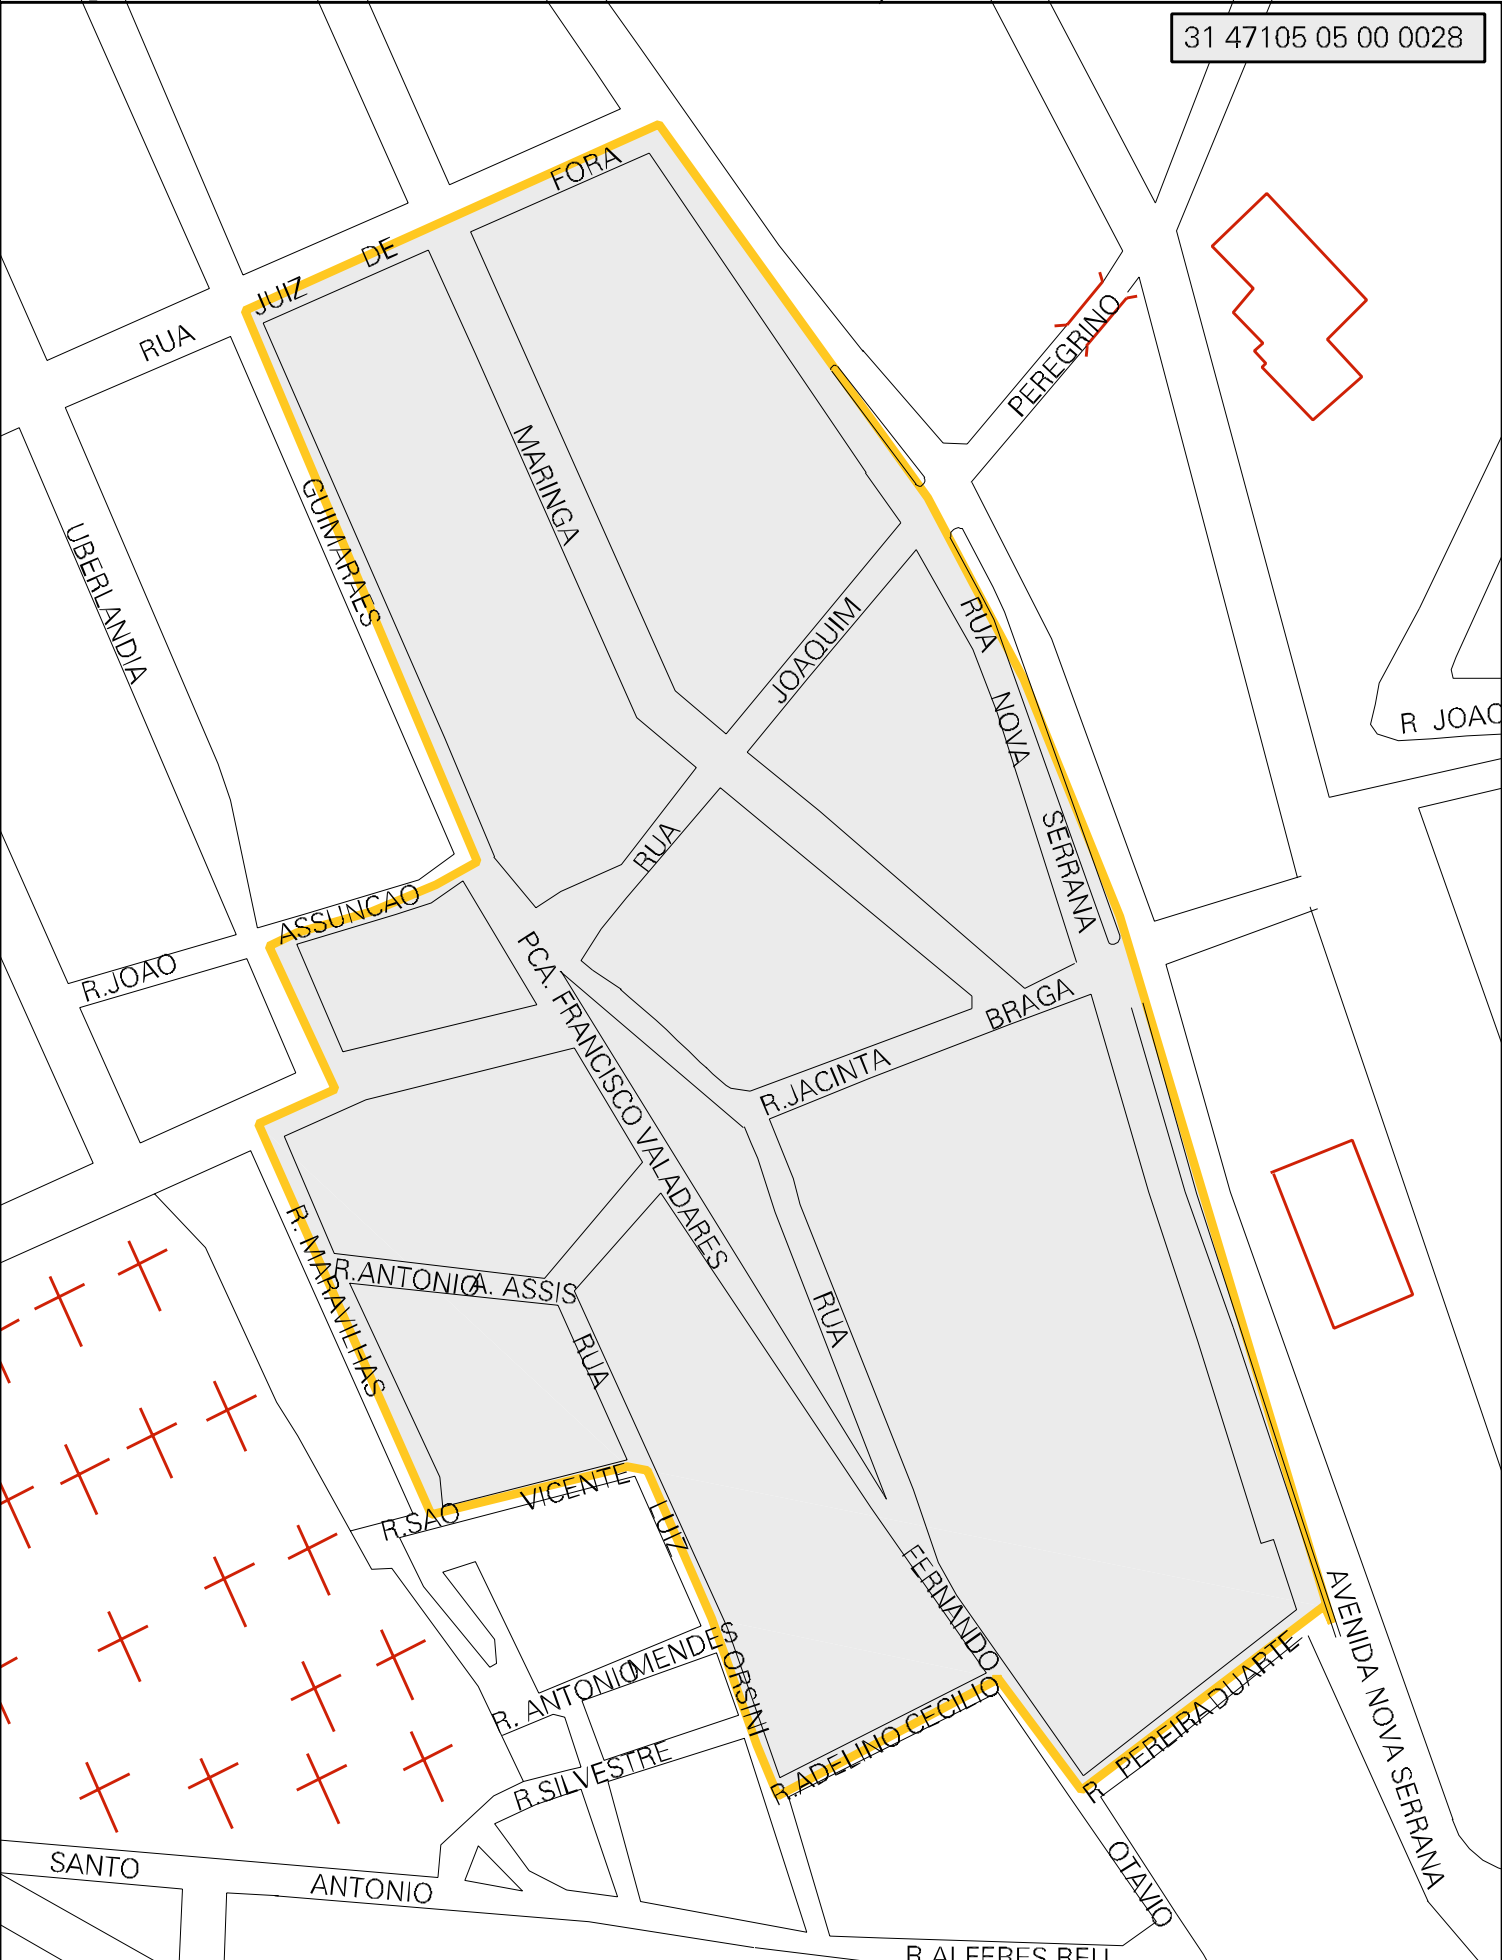 31 47105 05 00 0028
RUA JUIZ DE FORA
PEREGRINO
MARINGA
GUIMARAES
UBERLANDIA
RUA JOAQUIM
RUA NOVA SERRANA
R JOAO
R.JOAO ASSUNCAO
PCA. FRANCISCO VALADARES
R.JACINTA BRAGA
R. MARAVILHAS
R.ANTONIO A. ASSIS
RUA
RUA LUIZ S ORSINI
R.SAO VICENTE
RUA FERNANDO OTAVIO
R. ANTONIO MENDE
R.SILVESTRE
R.ADELINO CECILIO
R. PEREIRA DUARTE
AVENIDA NOVA SERRANA
SANTO ANTONIO